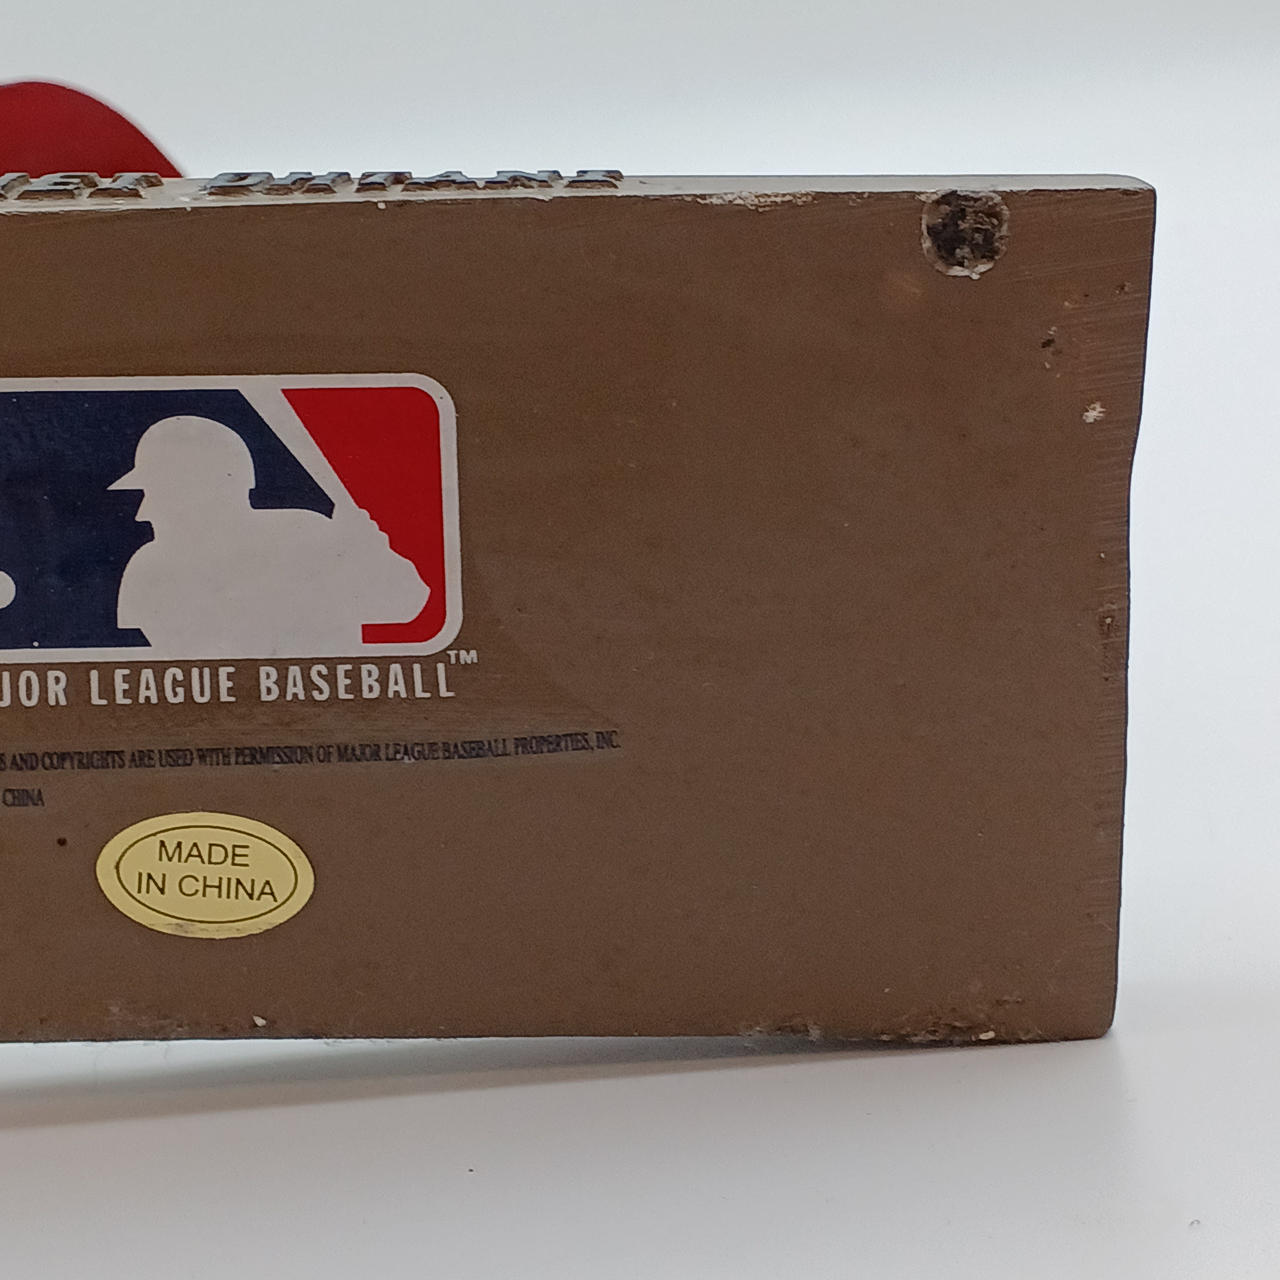 JOR LEAGUE BASEBALL™
S AND COPYRIGHTS ARE USED WITH PERMISSION OF MAJOR LEAGUE BASEBALL PROPERTIES, INC.
CHINA
MADE
IN CHINA